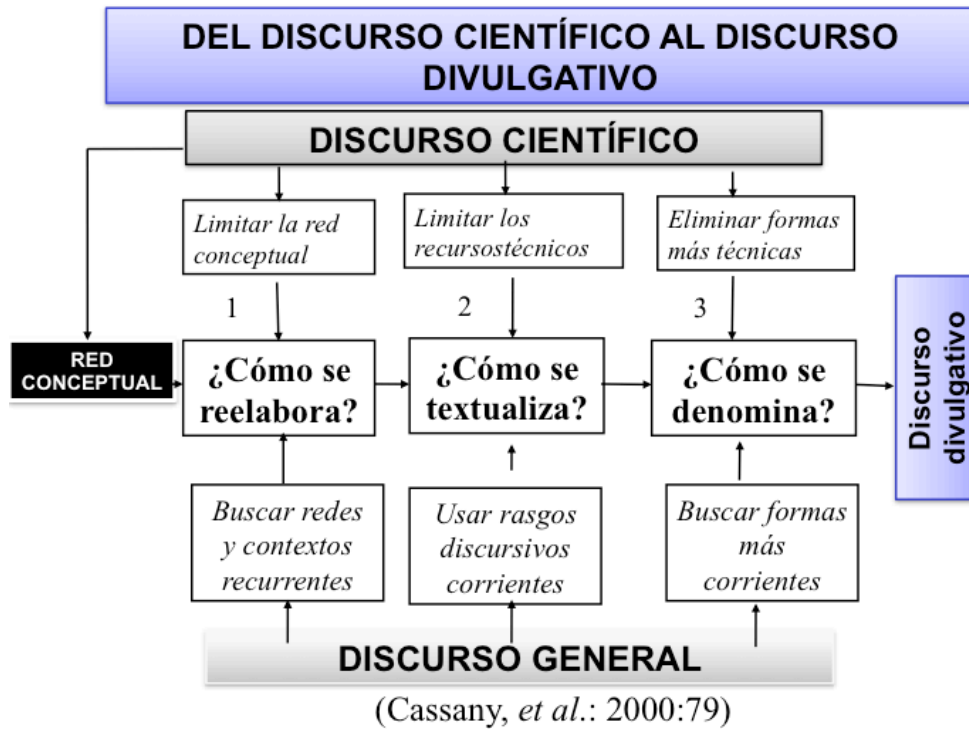 DEL DISCURSO CIENTÍFICO AL DISCURSO
DIVULGATIVO
DISCURSO CIENTÍFICO
Limitar la red
conceptual
Limitar los
recursostécnicos
Eliminar formas
más técnicas
1
2
3
RED
CONCEPTUAL
¿Cómo se
reelabora?
¿Cómo se
textualiza?
¿Cómo se
denomina?
Discurso
divulgativo
Buscar redes
y contextos
recurrentes
Usar rasgos
discursivos
corrientes
Buscar formas
más
corrientes
DISCURSO GENERAL
(Cassany, et al.: 2000:79)